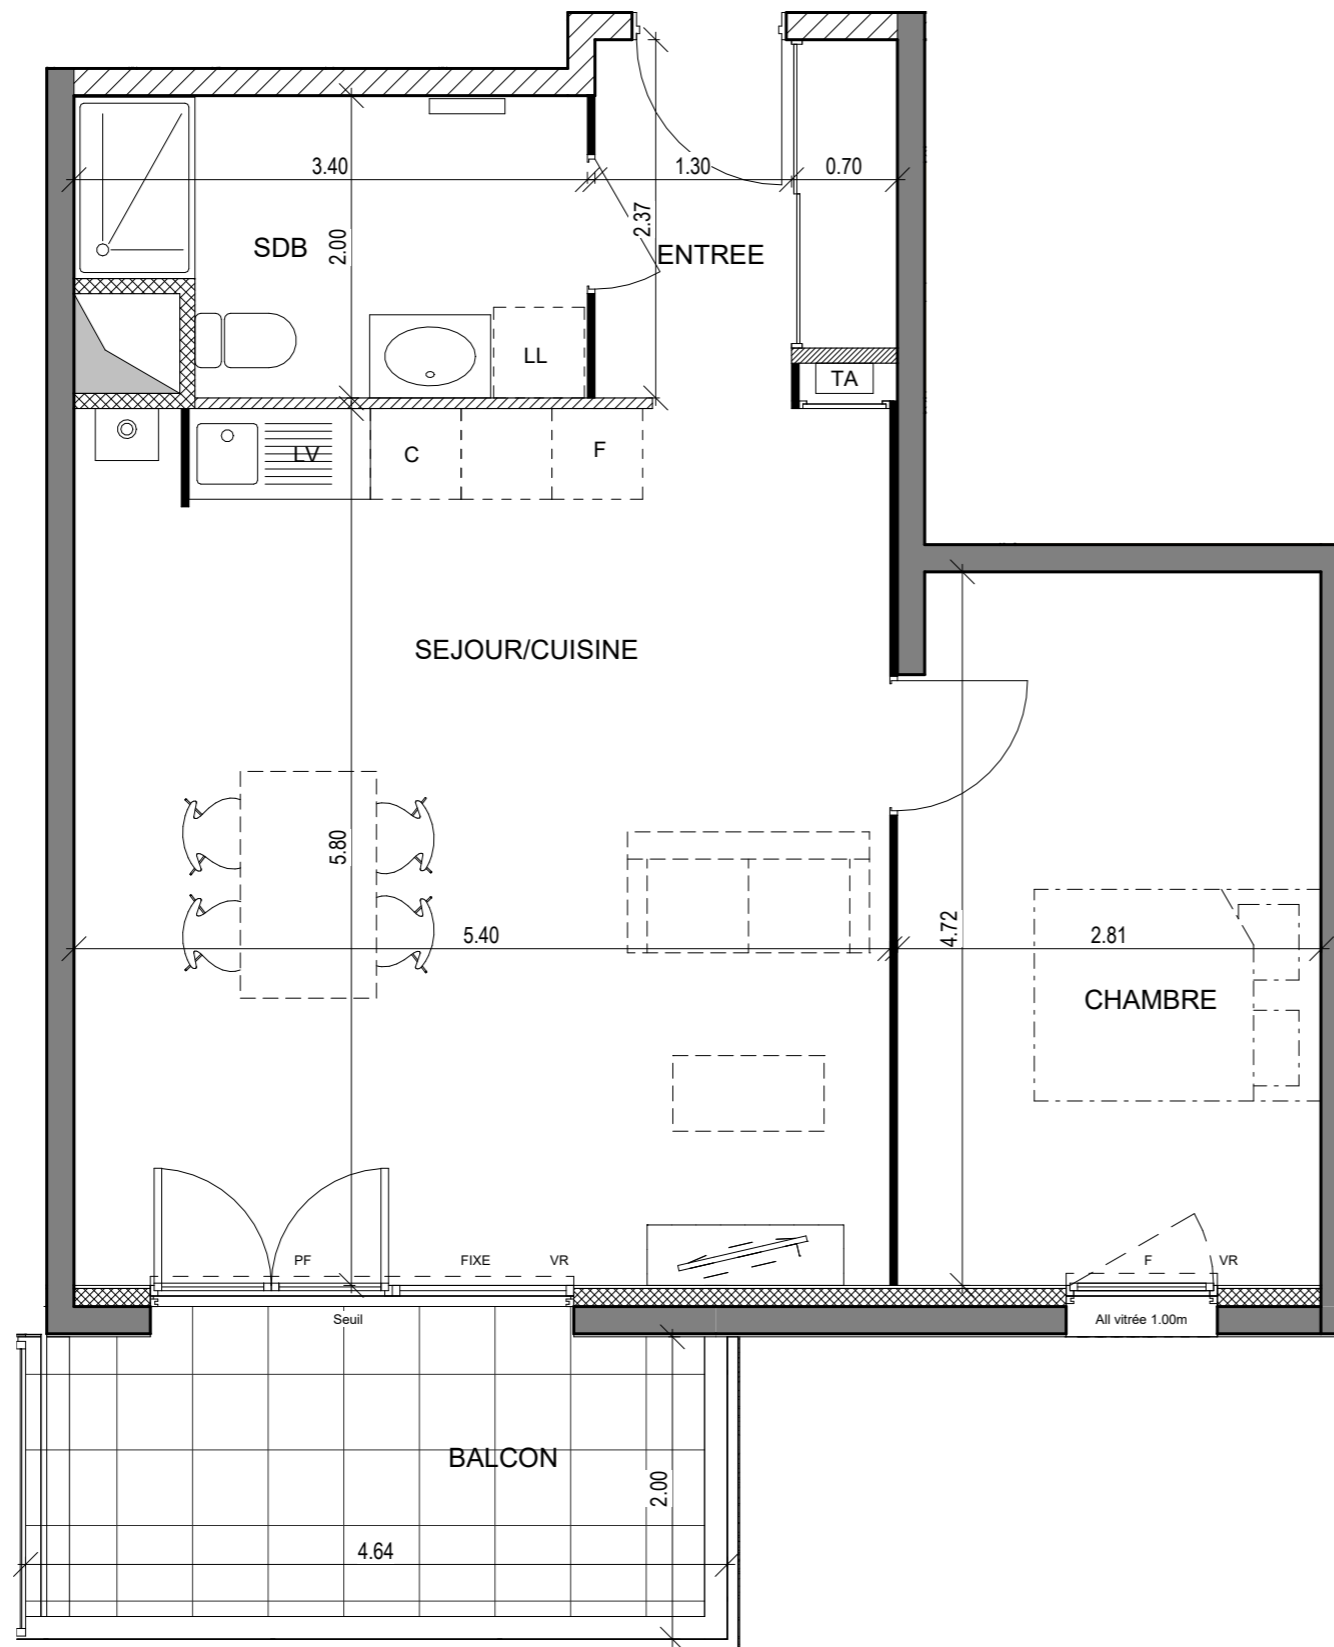 3.40
1.30
0.70
2.37
2.00
SDB
ENTREE
LL
TA
LV
C
F
SEJOUR/CUISINE
5.80
5.40
4.72
2.81
CHAMBRE
PF
FIXE
VR
F
VR
Seuil
All vitrée 1.00m
BALCON
2.00
4.64